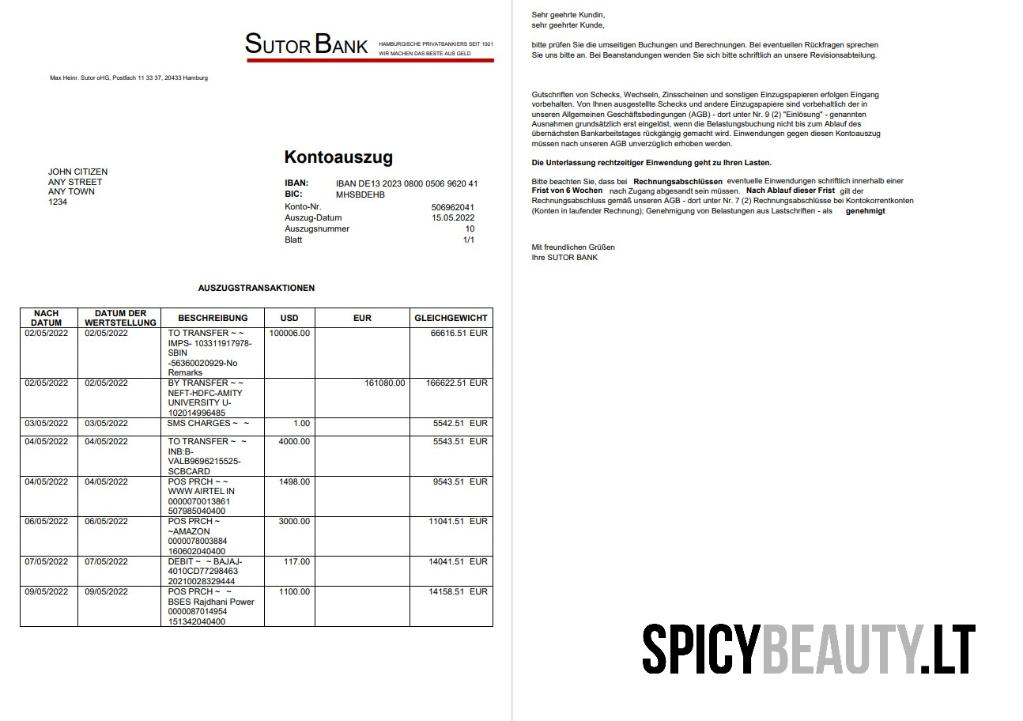 SUTOR BANK
HAMBURGISCHE PRIVATBANKIERS SEIT 1921
WIR MACHEN DAS BESTE AUS GELD
Max Heinr. Sutor oHG, Postfach 11 33 37, 20433 Hamburg
Kontoauszug
JOHN CITIZEN
ANY STREET
ANY TOWN
1234
IBAN: IBAN DE13 2023 0800 0506 9620 41
BIC: MHSBDEHB
Konto-Nr. 506962041
Auszug-Datum 15.05.2022
Auszugsnummer 10
Blatt 1/1
AUSZUGSTRANSAKTIONEN
NACH DATUM DATUM DER WERTSTELLUNG BESCHREIBUNG USD EUR GLEICHGEWICHT
02/05/2022 02/05/2022 TO TRANSFER ~ ~ 100006.00 66616.51 EUR
IMPS- 103311917978-
SBIN
-56360020929-No
Remarks
02/05/2022 02/05/2022 BY TRANSFER ~ ~ 161080.00 166622.51 EUR
NEFT-HDFC-AMITY
UNIVERSITY U-
102014996485
03/05/2022 03/05/2022 SMS CHARGES ~ ~ 1.00 5542.51 EUR
04/05/2022 04/05/2022 TO TRANSFER ~ ~ 4000.00 5543.51 EUR
INB:B-
VALB9696215525-
SCBCARD
04/05/2022 04/05/2022 POS PRCH ~ ~ 1498.00 9543.51 EUR
WWW AIRTEL IN
0000070013861
507985040400
06/05/2022 06/05/2022 POS PRCH ~ 3000.00 11041.51 EUR
~AMAZON
0000078003884
160602040400
07/05/2022 07/05/2022 DEBIT ~ ~ BAJAJ- 117.00 14041.51 EUR
4010CD77298463
20210028329444
09/05/2022 09/05/2022 POS PRCH ~ ~ 1100.00 14158.51 EUR
BSES Rajdhani Power
0000087014954
151342040400
Sehr geehrte Kundin,
sehr geehrter Kunde,
bitte prüfen Sie die umseitigen Buchungen und Berechnungen. Bei eventuellen Rückfragen sprechen
Sie uns bitte an. Bei Beanstandungen wenden Sie sich bitte schriftlich an unsere Revisionsabteilung.
Gutschriften von Schecks, Wechseln, Zinsscheinen und sonstigen Einzugspapieren erfolgen Eingang
vorbehalten. Von Ihnen ausgestellte Schecks und andere Einzugspapiere sind vorbehaltlich der in
unseren Allgemeinen Geschäftsbedingungen (AGB) - dort unter Nr. 9 (2) "Einlösung" - genannten
Ausnahmen grundsätzlich erst eingelöst, wenn die Belastungsbuchung nicht bis zum Ablauf des
übernächsten Bankarbeitstages rückgängig gemacht wird. Einwendungen gegen diesen Kontoauszug
müssen nach unseren AGB unverzüglich erhoben werden.
Die Unterlassung rechtzeitiger Einwendung geht zu Ihren Lasten.
Bitte beachten Sie, dass bei Rechnungsabschlüssen eventuelle Einwendungen schriftlich innerhalb einer
Frist von 6 Wochen nach Zugang abgesandt sein müssen. Nach Ablauf dieser Frist gilt der
Rechnungsabschluss gemäß unseren AGB - dort unter Nr. 7 (2) Rechnungsabschlüsse bei Kontokorrentkonten
(Konten in laufender Rechnung); Genehmigung von Belastungen aus Lastschriften - als genehmigt
Mit freundlichen Grüßen
Ihre SUTOR BANK
SPICYBEAUTY.LT